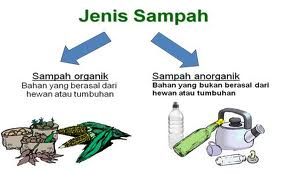 Jenis Sampah
Sampah organik
Bahan yang berasal dari
hewan atau tumbuhan
Sampah anorganik
Bahan yang bukan berasal dari
hewan atau tumbuhan